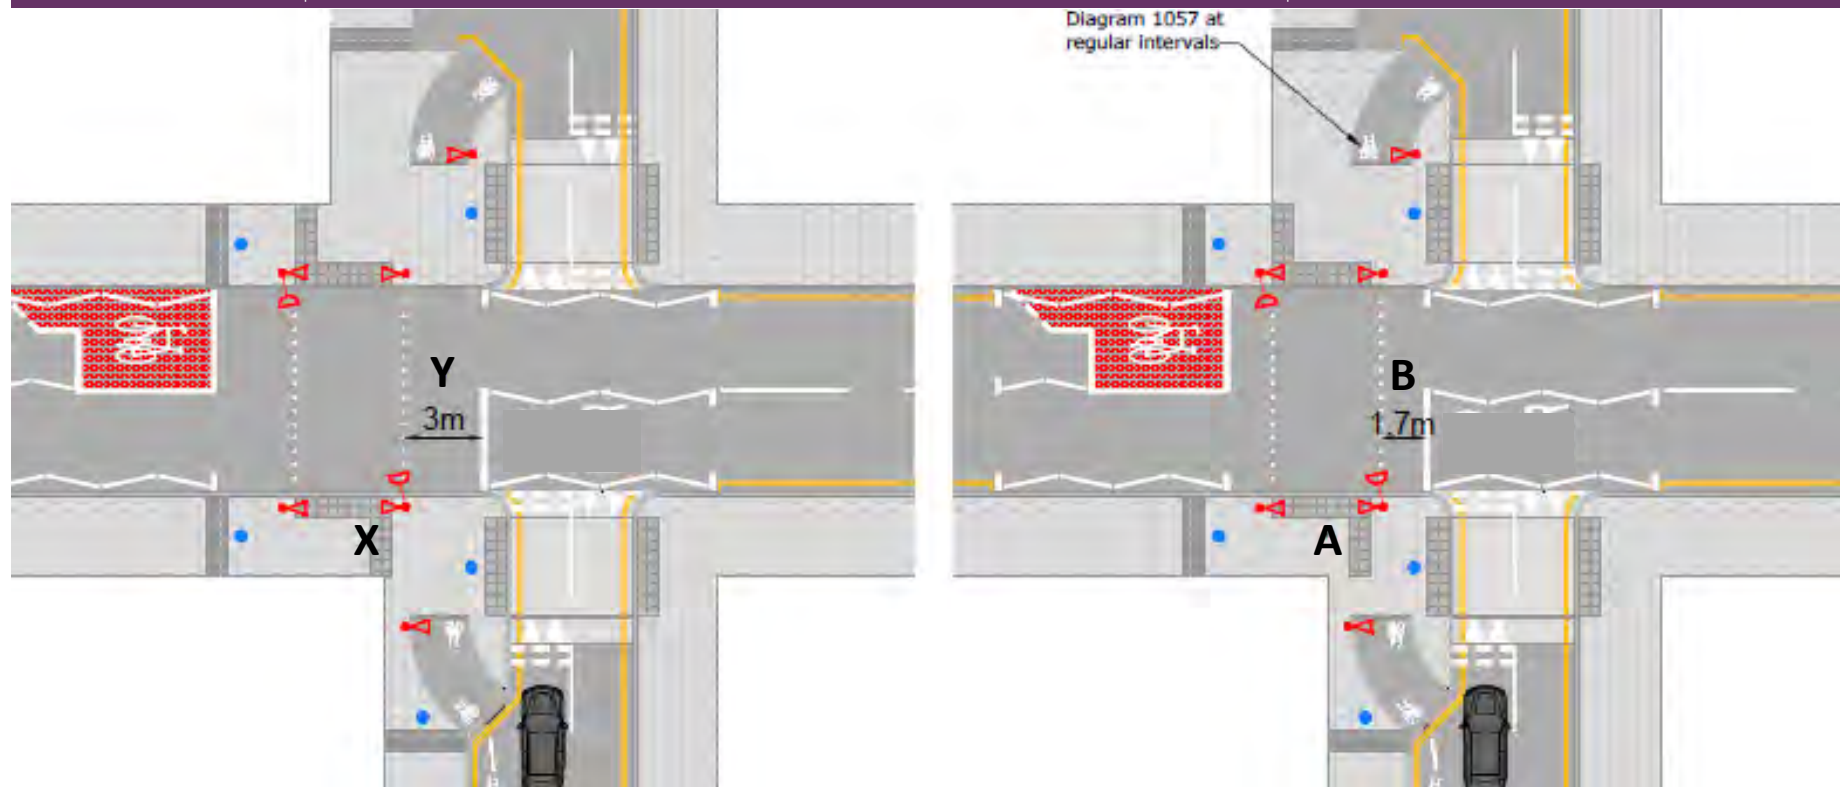 Diagram 1057 at
regular intervals
Y
3m
X
B
1.7m
A